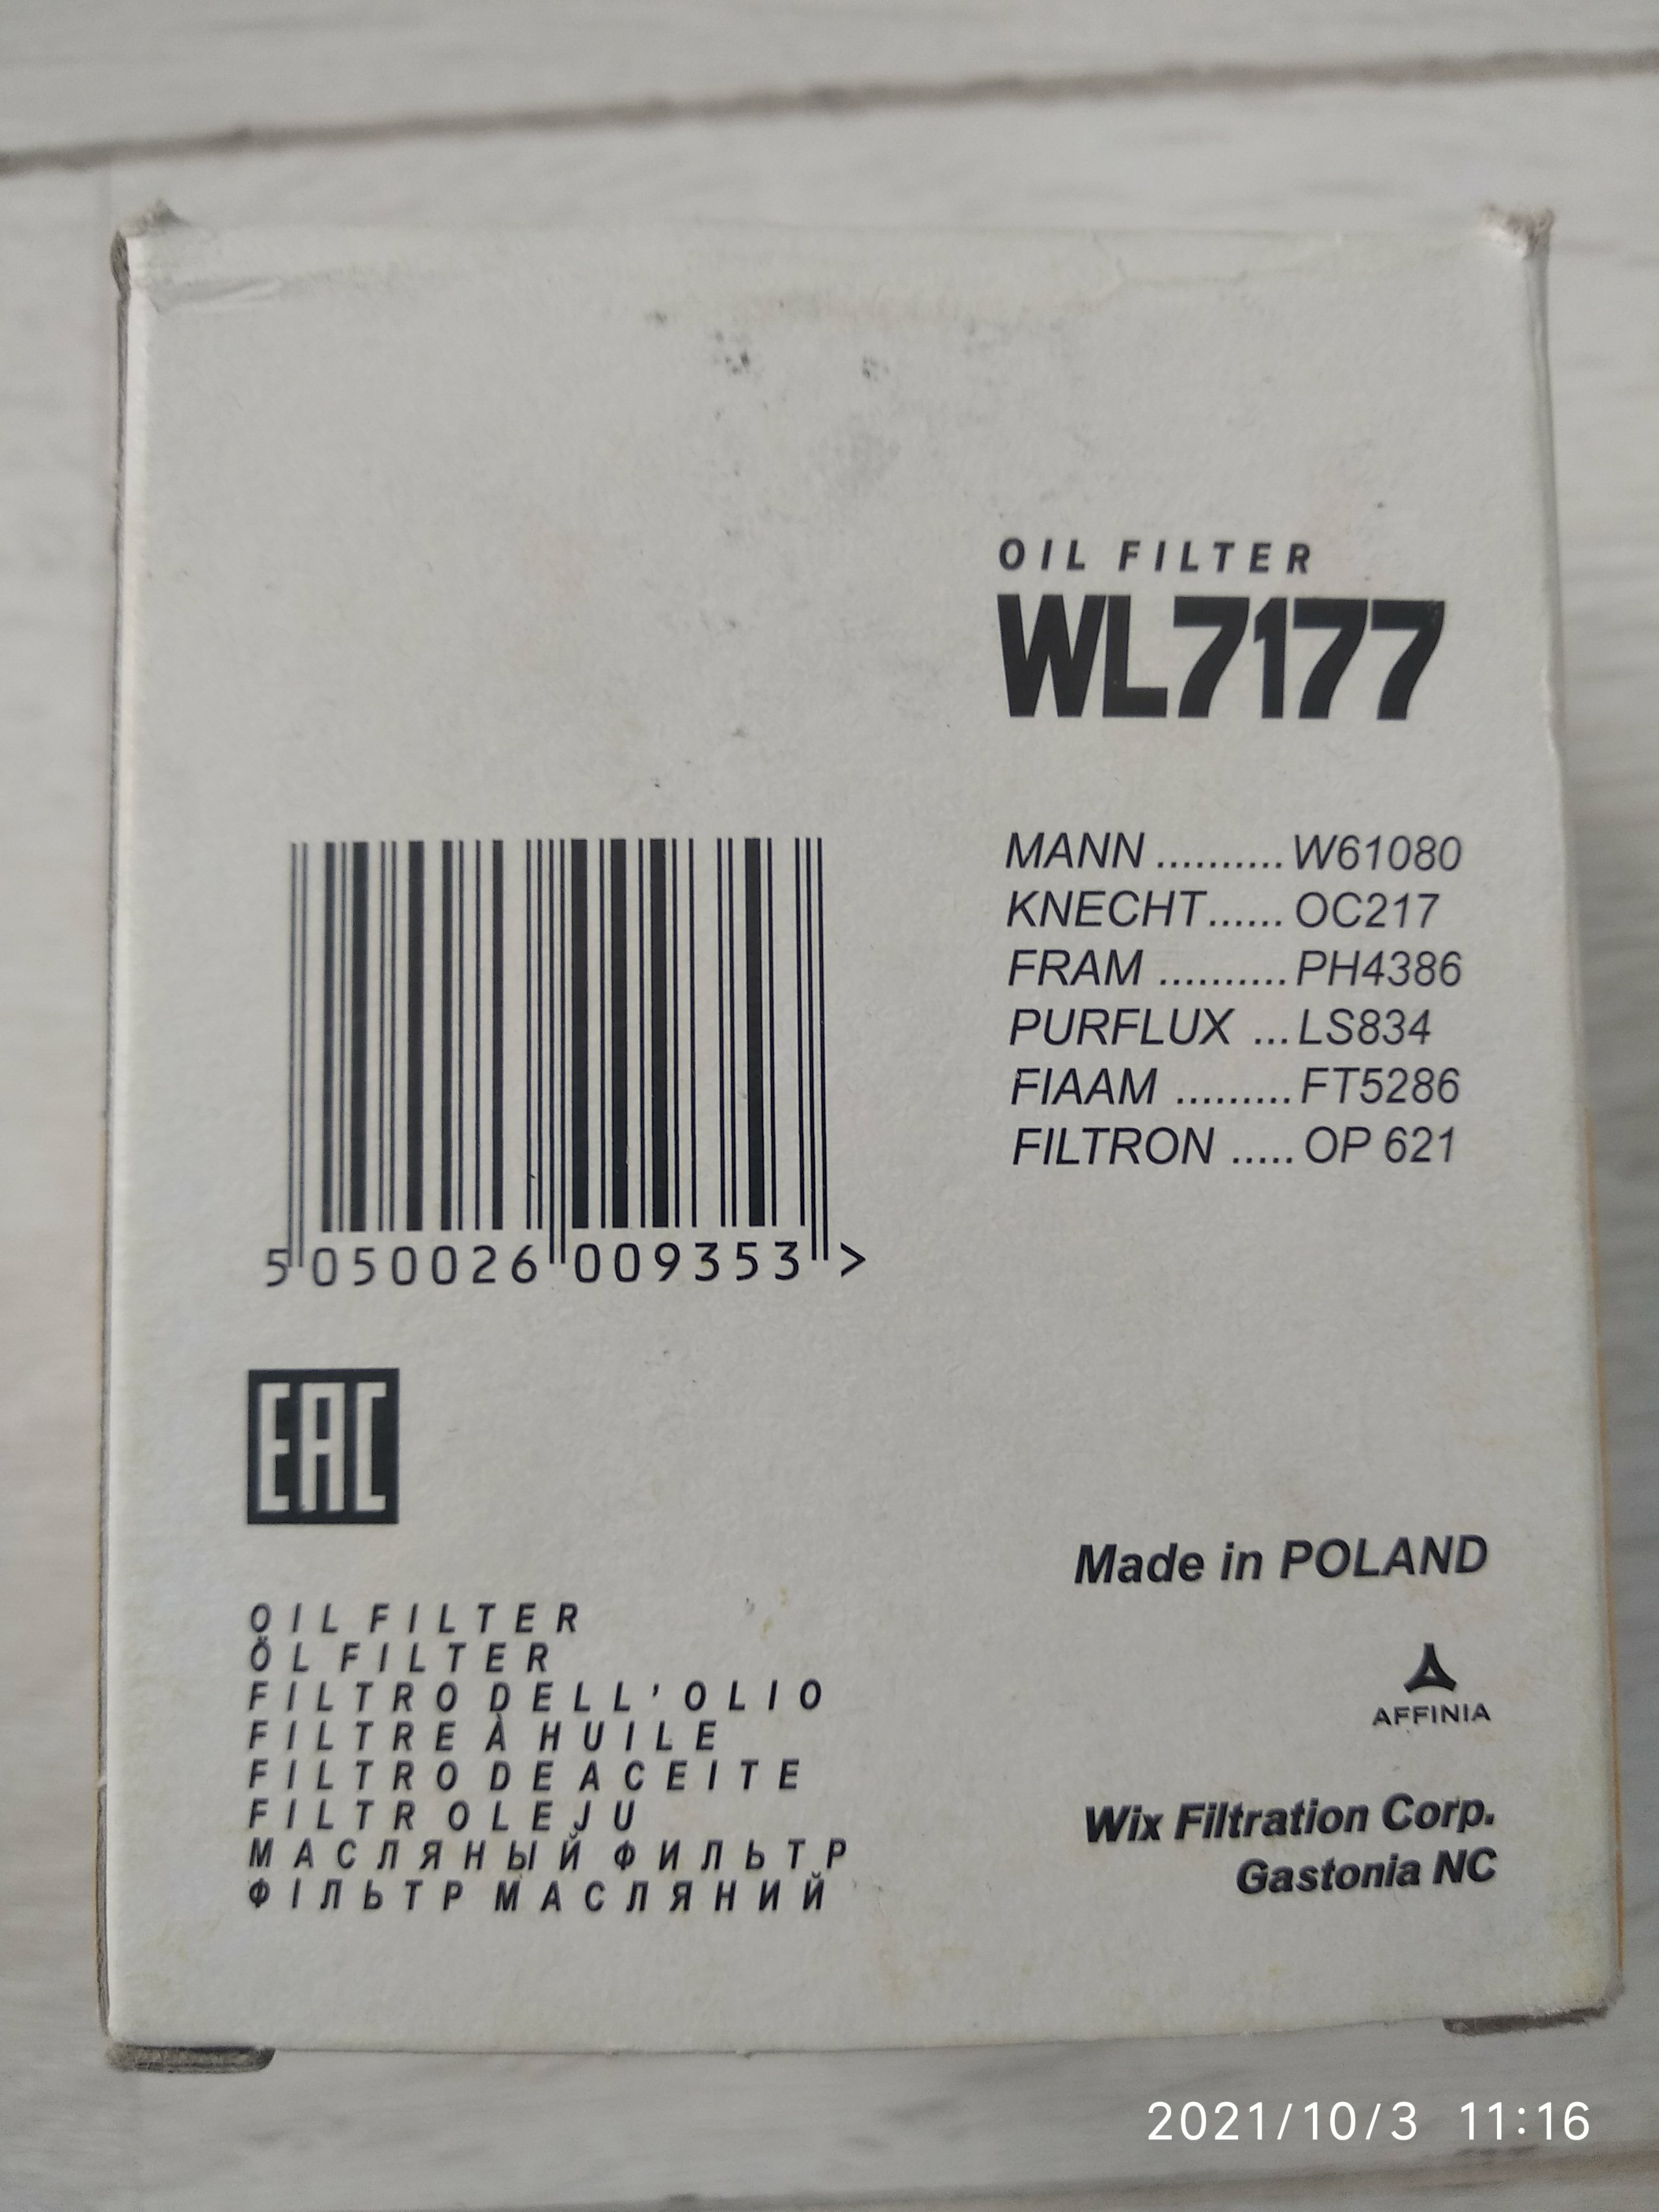 OIL FILTER
WL7177
MANN ..........W61080
KNECHT...... OC217
FRAM ..........PH4386
PURFLUX ...LS834
FIAAM .........FT5286
FILTRON .....OP 621
5 050026 009353 >
EAC
Made in POLAND
OIL FILTER
ÖL FILTER
FILTRO DELL'OLIO
FILTRE À HUILE
FILTRO DE ACEITE
FILTR OLEJU
МАСЛЯНЫЙ ФИЛЬТР
ФІЛЬТР МАСЛЯНИЙ
AFFINIA
Wix Filtration Corp.
Gastonia NC
2021/10/3 11:16